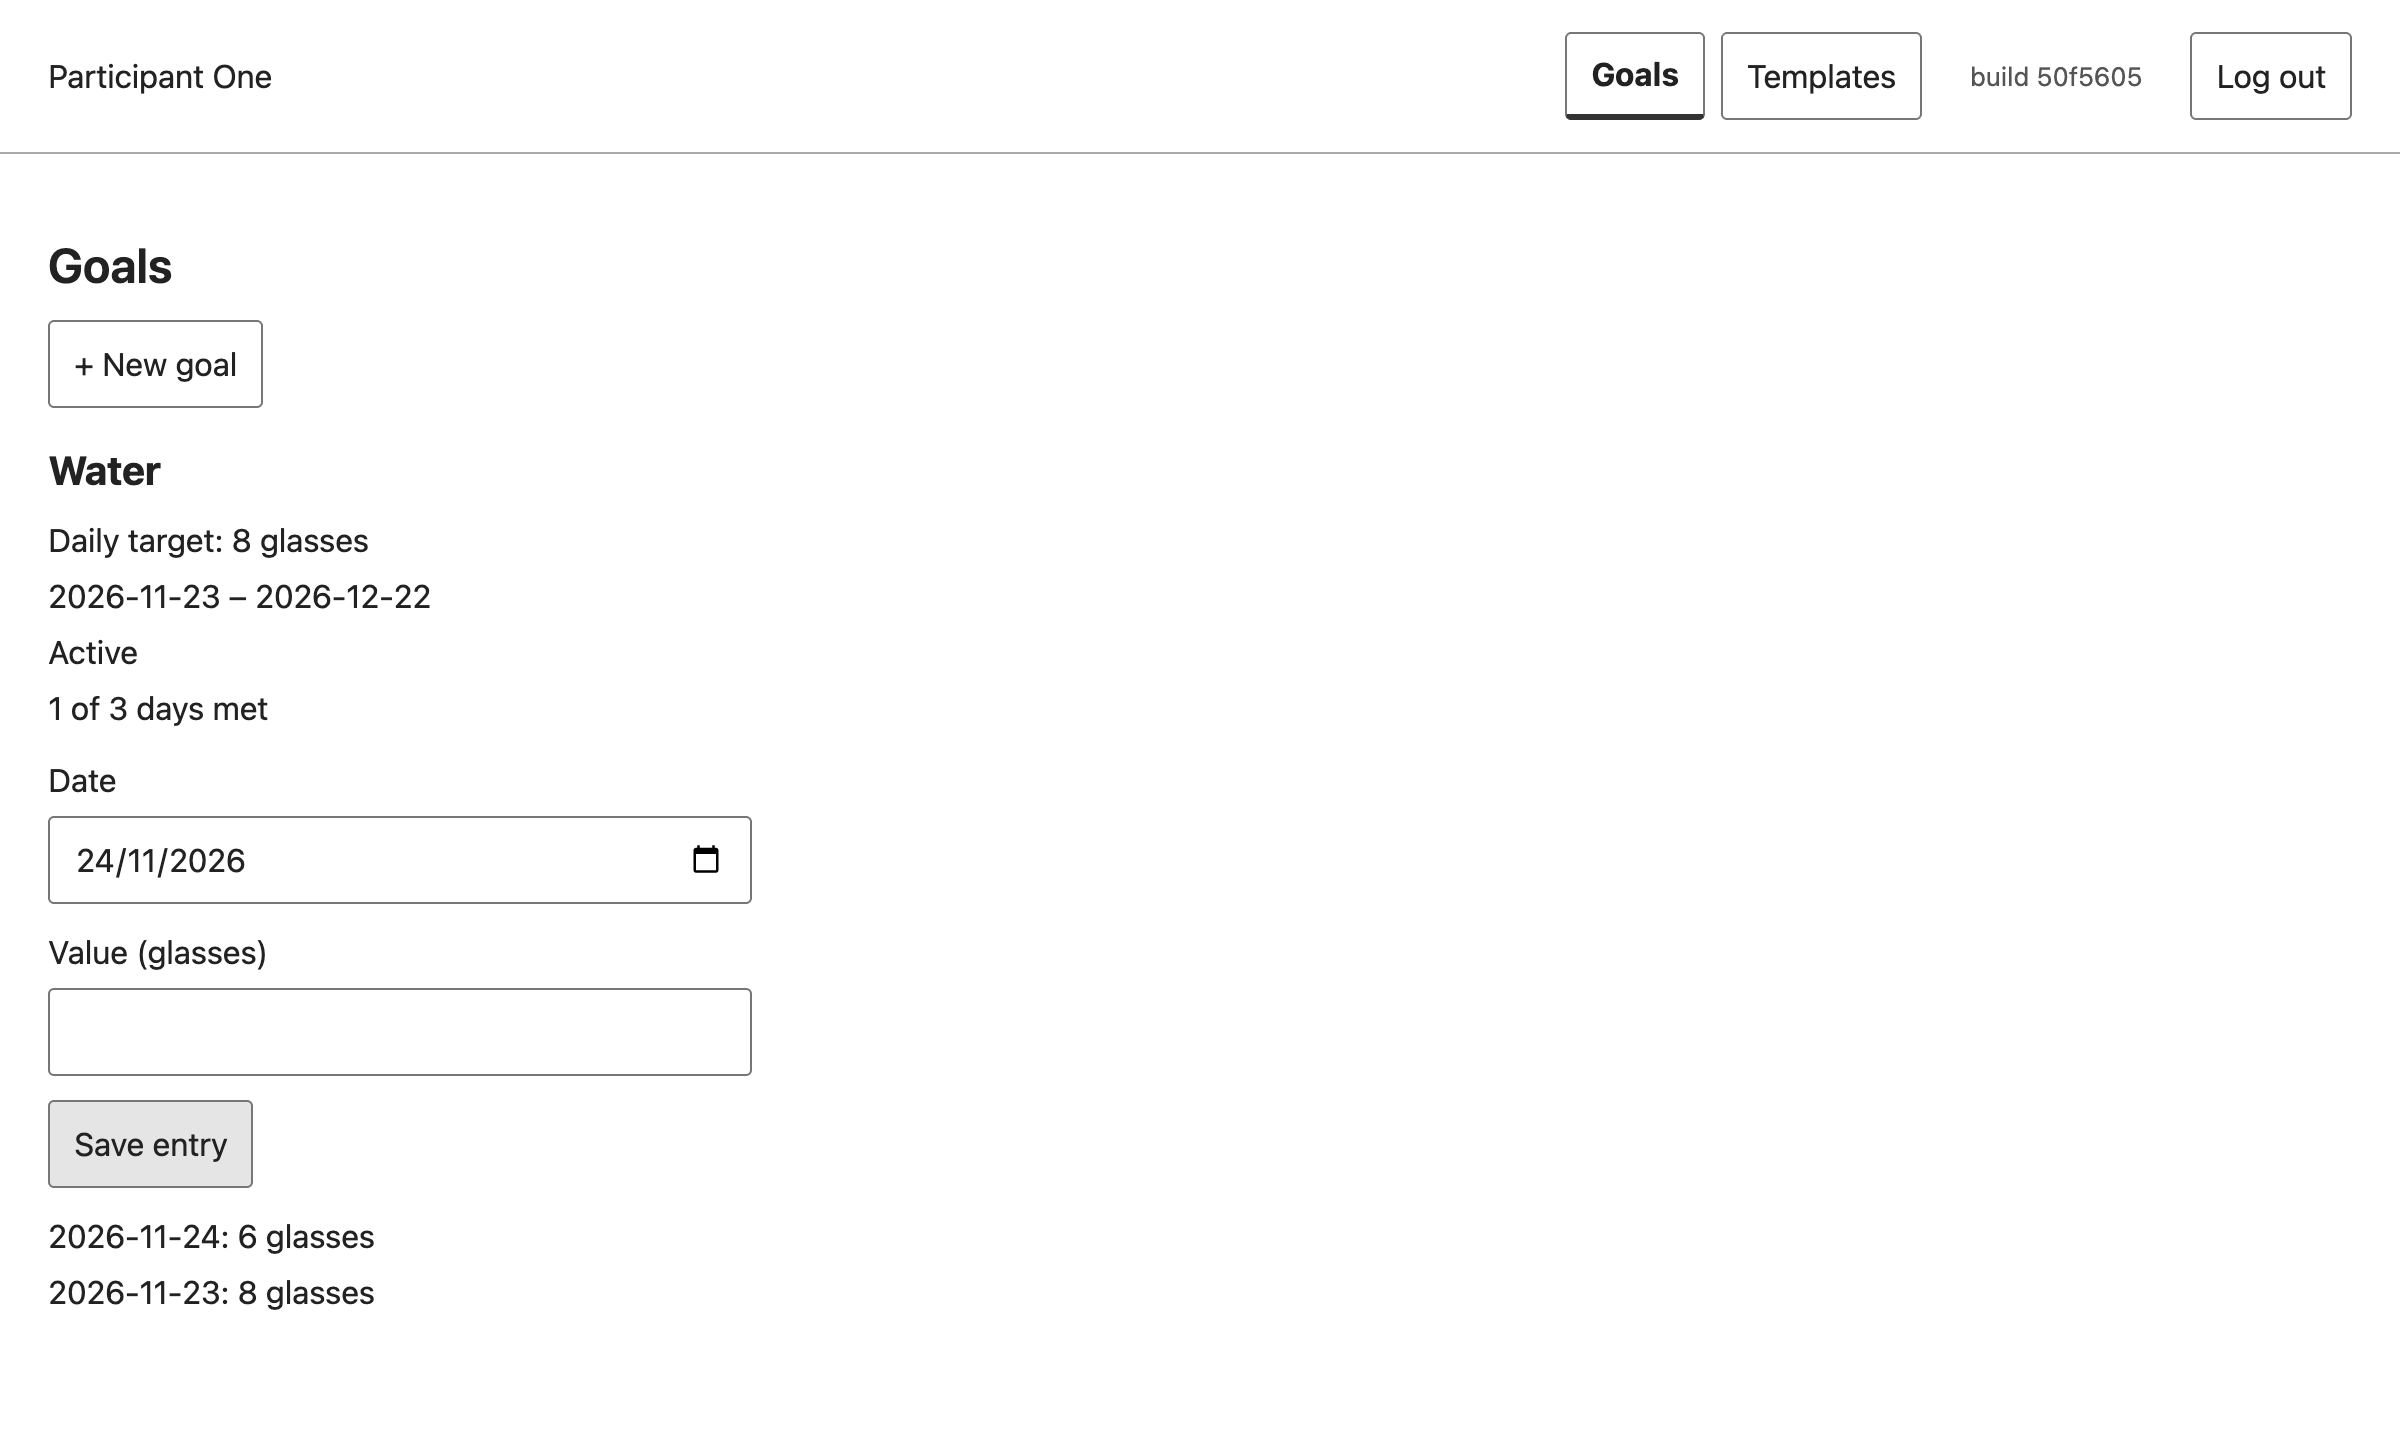 Participant One
Goals
Templates
build 50f5605
Log out
Goals
+ New goal
Water
Daily target: 8 glasses
2026-11-23 – 2026-12-22
Active
1 of 3 days met
Date
24/11/2026
Value (glasses)
Save entry
2026-11-24: 6 glasses
2026-11-23: 8 glasses